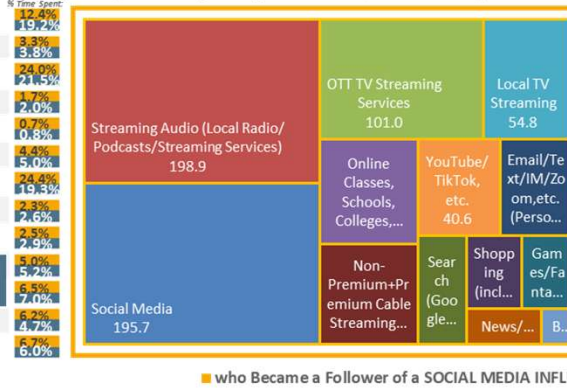 % Time Spent:
12.4%
19.2%
3.3%
3.8%
24.0%
21.5%
1.7%
2.0%
0.7%
0.8%
4.4%
5.0%
24.4%
19.3%
2.3%
2.6%
2.5%
2.9%
5.0%
5.2%
6.5%
7.0%
6.2%
4.7%
6.7%
6.0%
Streaming Audio (Local Radio/
Podcasts/Streaming Services)
198.9
Social Media
195.7
OTT TV Streaming
Services
101.0
Local TV
Streaming
54.8
Online
Classes,
Schools,
Colleges,...
YouTube/
TikTok,
etc.
40.6
Email/Te
xt/IM/Zo
om,etc.
(Perso...
Non-
Premium+Pr
emium Cable
Streaming...
Sear
ch
(Goo
gle...
Shopp
ing
(incl...
Gam
es/Fa
nta...
News/...
B...
who Became a Follower of a SOCIAL MEDIA INFL